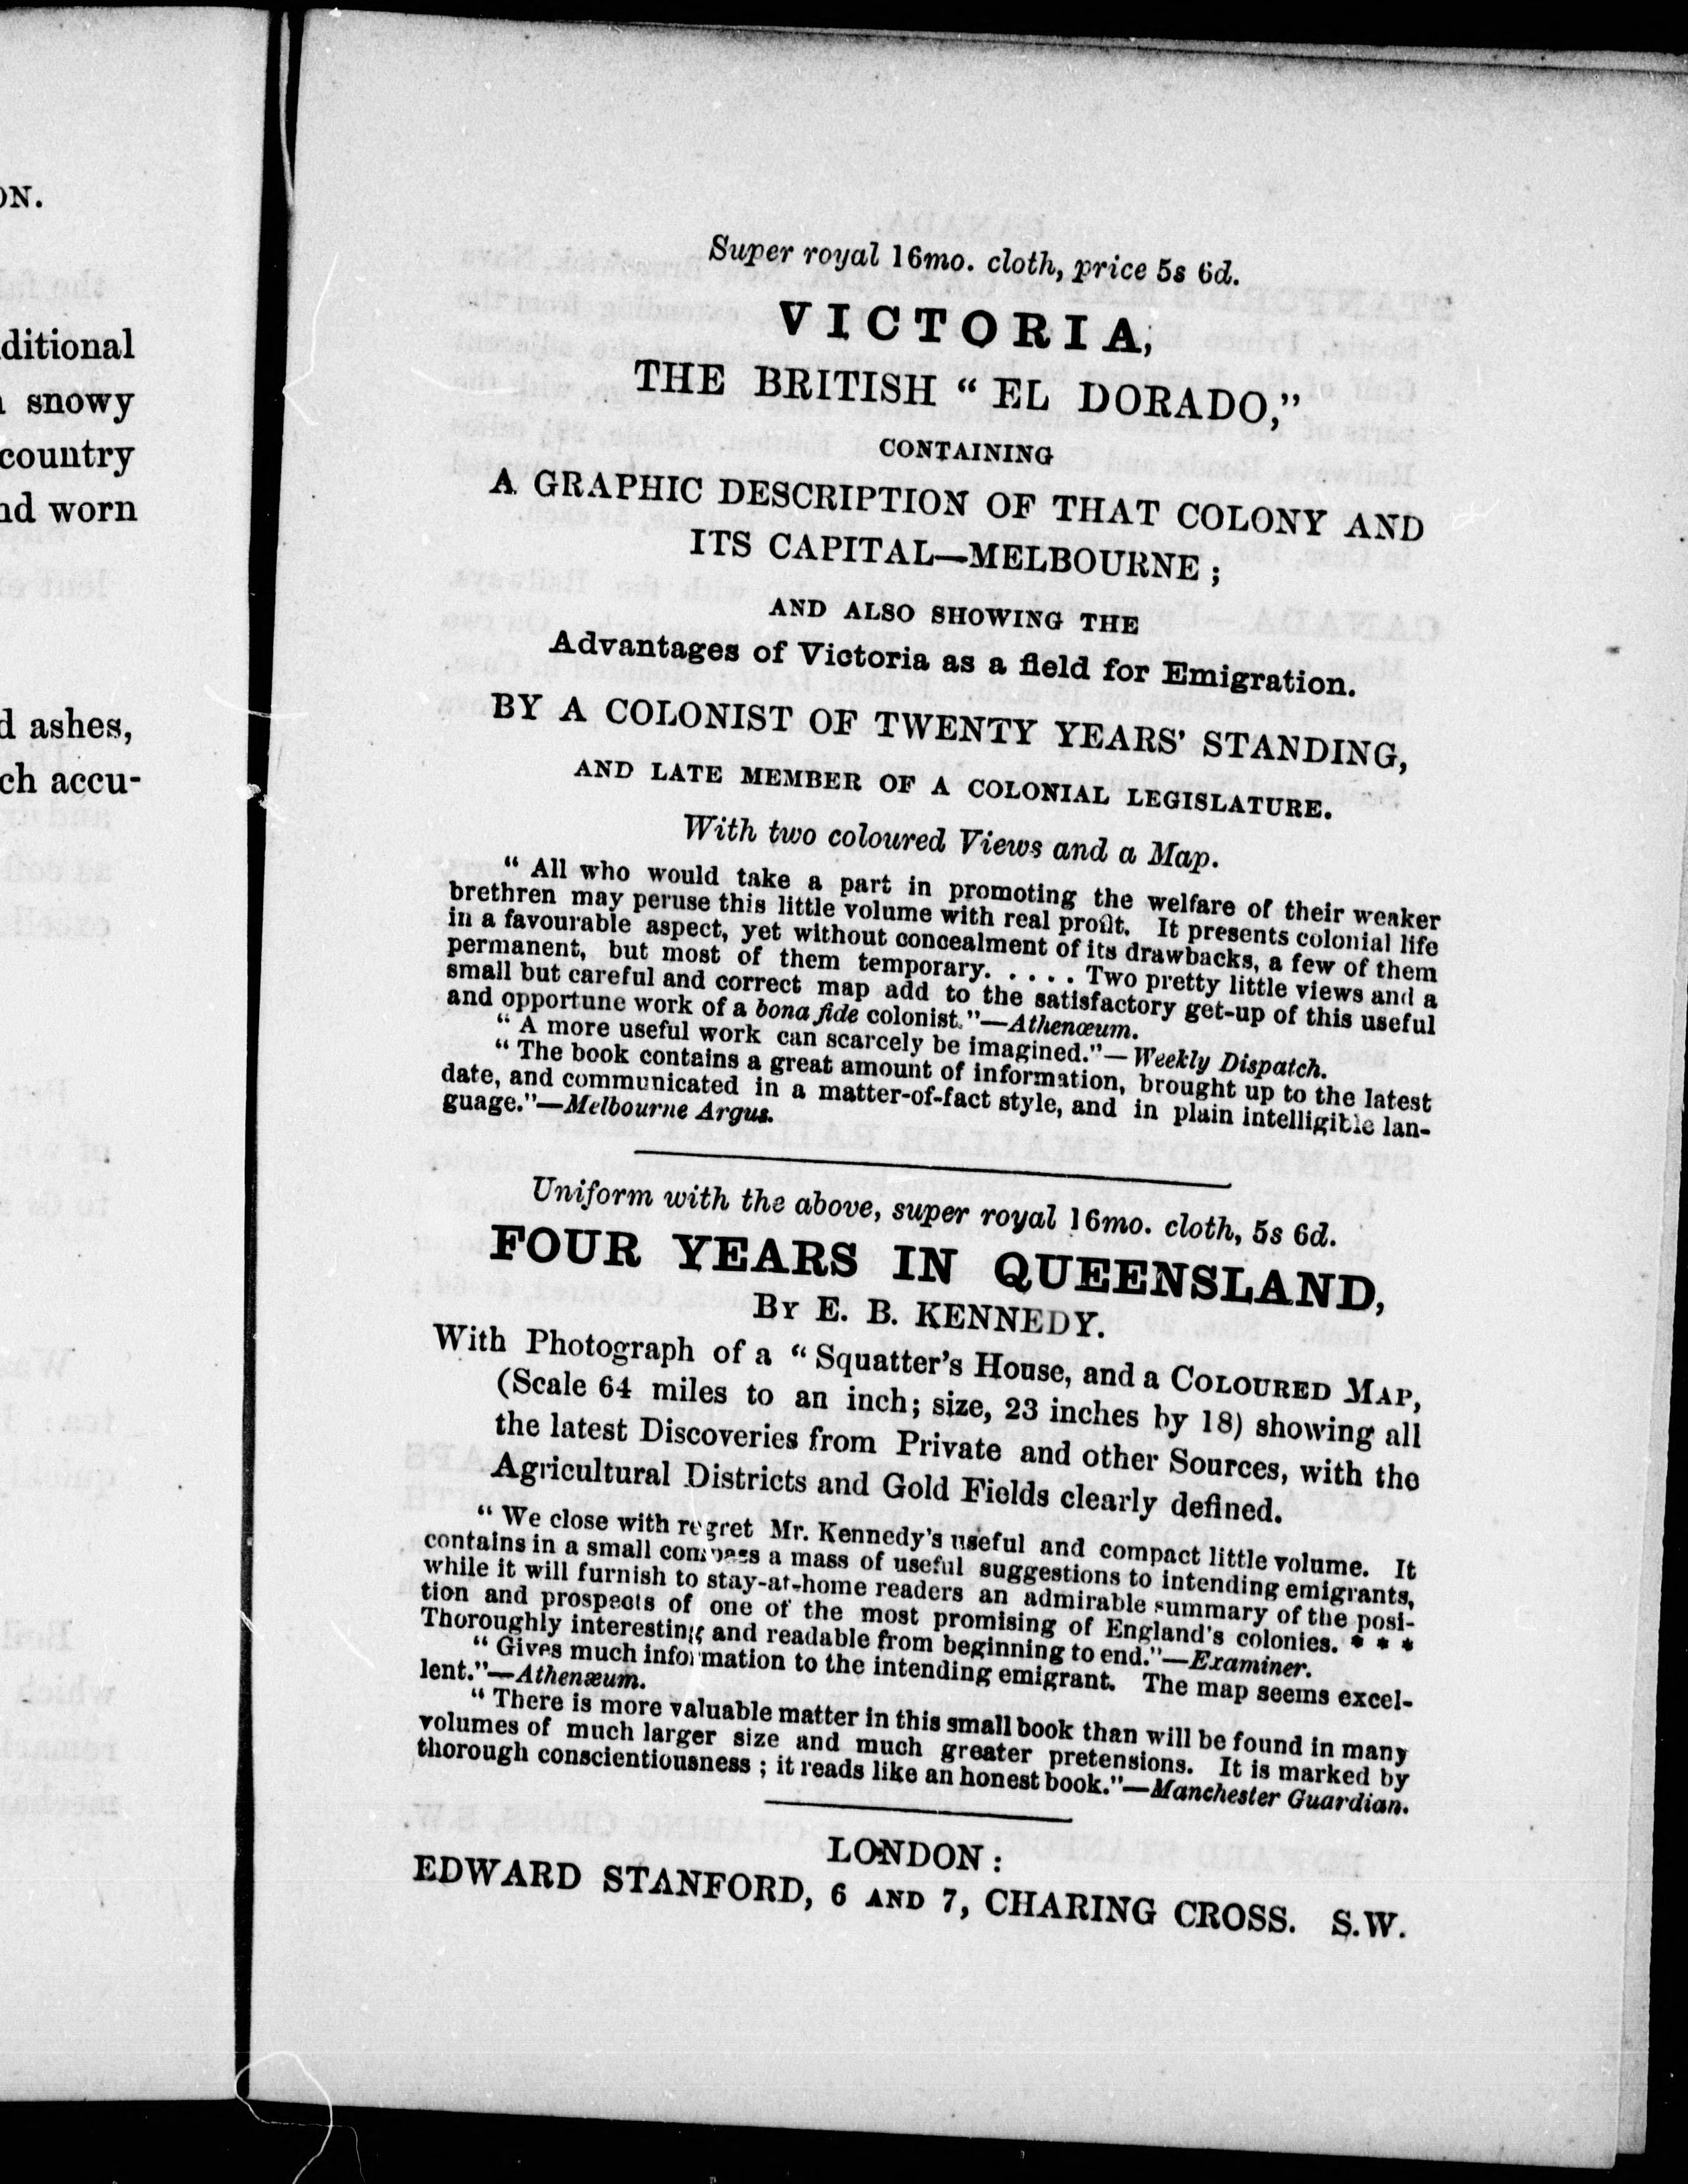 ON.
ditional
snowy
country
nd worn
d ashes,
ch accu-
Super royal 16mo. cloth, price 5s 6d.
VICTORIA,
THE BRITISH “EL DORADO,”
CONTAINING
A GRAPHIC DESCRIPTION OF THAT COLONY AND
ITS CAPITAL—MELBOURNE;
AND ALSO SHOWING THE
Advantages of Victoria as a field for Emigration.
BY A COLONIST OF TWENTY YEARS’ STANDING,
AND LATE MEMBER OF A COLONIAL LEGISLATURE.
With two coloured Views and a Map.
“All who would take a part in promoting the welfare of their weaker
brethren may peruse this little volume with real profit. It presents colonial life
in a favourable aspect, yet without concealment of its drawbacks, a few of them
permanent, but most of them temporary. . . . . Two pretty little views and a
small but careful and correct map add to the satisfactory get-up of this useful
and opportune work of a bona fide colonist.”—Athenœum.
“A more useful work can scarcely be imagined.”—Weekly Dispatch.
“The book contains a great amount of information, brought up to the latest
date, and communicated in a matter-of-fact style, and in plain intelligible lan-
guage.”—Melbourne Argus.
Uniform with the above, super royal 16mo. cloth, 5s 6d.
FOUR YEARS IN QUEENSLAND,
BY E. B. KENNEDY.
With Photograph of a “Squatter’s House, and a COLOURED MAP,
(Scale 64 miles to an inch; size, 23 inches by 18) showing all
the latest Discoveries from Private and other Sources, with the
Agricultural Districts and Gold Fields clearly defined.
“We close with regret Mr. Kennedy’s useful and compact little volume. It
contains in a small compass a mass of useful suggestions to intending emigrants,
while it will furnish to stay-at-home readers an admirable summary of the posi-
tion and prospects of one of the most promising of England’s colonies. * * *
Thoroughly interesting and readable from beginning to end.”—Examiner.
“Gives much information to the intending emigrant. The map seems excel-
lent.”—Athenæum.
“There is more valuable matter in this small book than will be found in many
volumes of much larger size and much greater pretensions. It is marked by
thorough conscientiousness; it reads like an honest book.”—Manchester Guardian.
LONDON:
EDWARD STANFORD, 6 AND 7, CHARING CROSS. S.W.